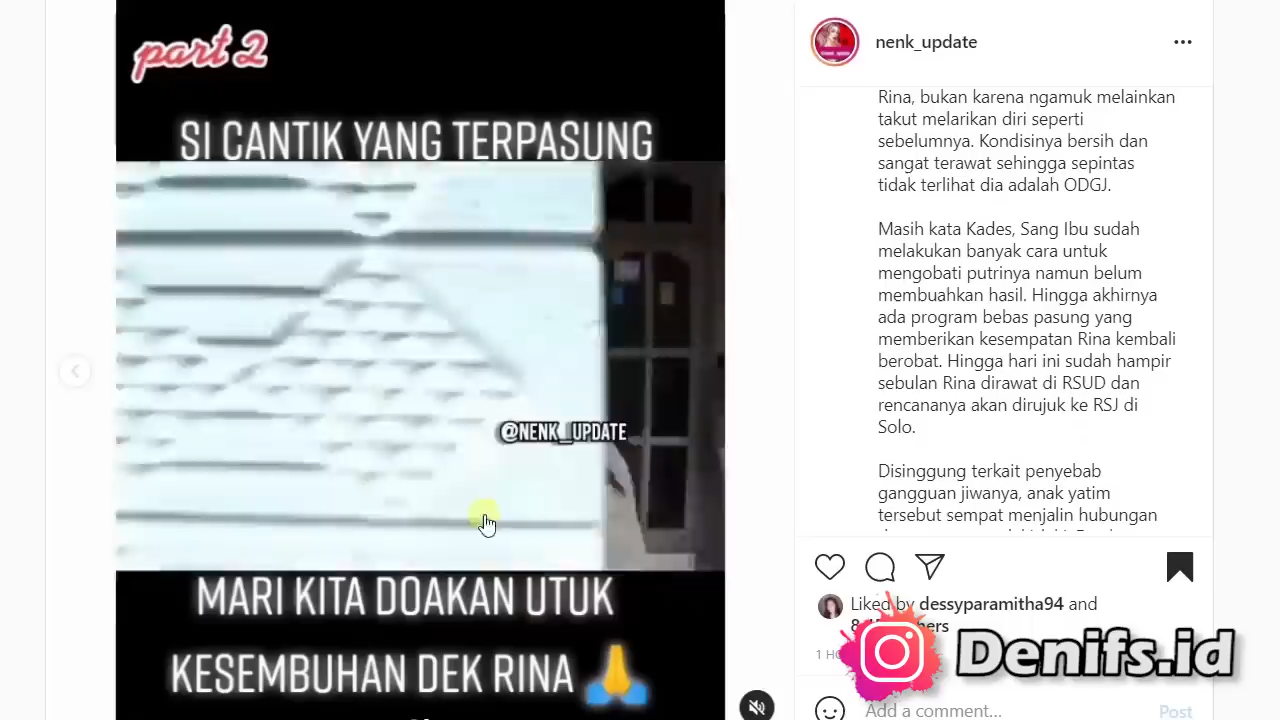 part 2
SI CANTIK YANG TERPASUNG
@NENK_UPDATE
MARI KITA DOAKAN UTUK
KESEMBUHAN DEK RINA 🙏
nenk_update
Rina, bukan karena ngamuk melainkan
takut melarikan diri seperti
sebelumnya. Kondisinya bersih dan
sangat terawat sehingga sepintas
tidak terlihat dia adalah ODGJ.
Masih kata Kades, Sang Ibu sudah
melakukan banyak cara untuk
mengobati putrinya namun belum
membuahkan hasil. Hingga akhirnya
ada program bebas pasung yang
memberikan kesempatan Rina kembali
berobat. Hingga hari ini sudah hampir
sebulan Rina dirawat di RSUD dan
rencananya akan dirujuk ke RSJ di
Solo.
Disinggung terkait penyebab
gangguan jiwanya, anak yatim
tersebut sempat menjalin hubungan
Liked by dessyparamitha94 and
1
Denifs.id
Add a comment...
Post